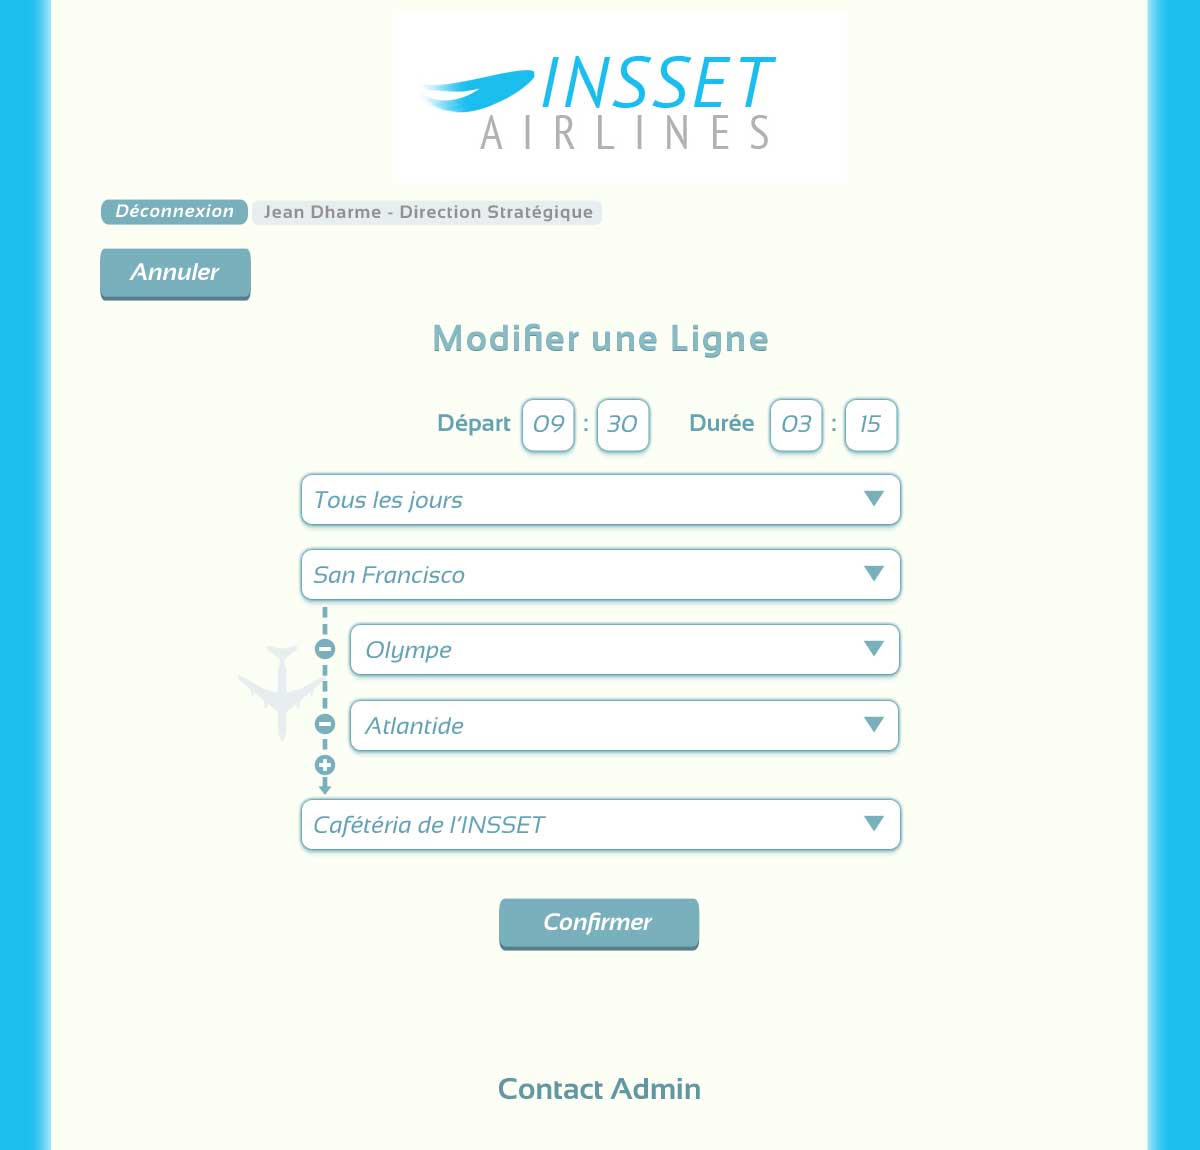 INSSET
AIRLINES
Déconnexion Jean Dharme - Direction Stratégique
Annuler
Modifier une Ligne
Départ 09 : 30 Durée 03 : 15
Tous les jours
San Francisco
Olympe
Atlantide
Cafétéria de l'INSSET
Confirmer
Contact Admin